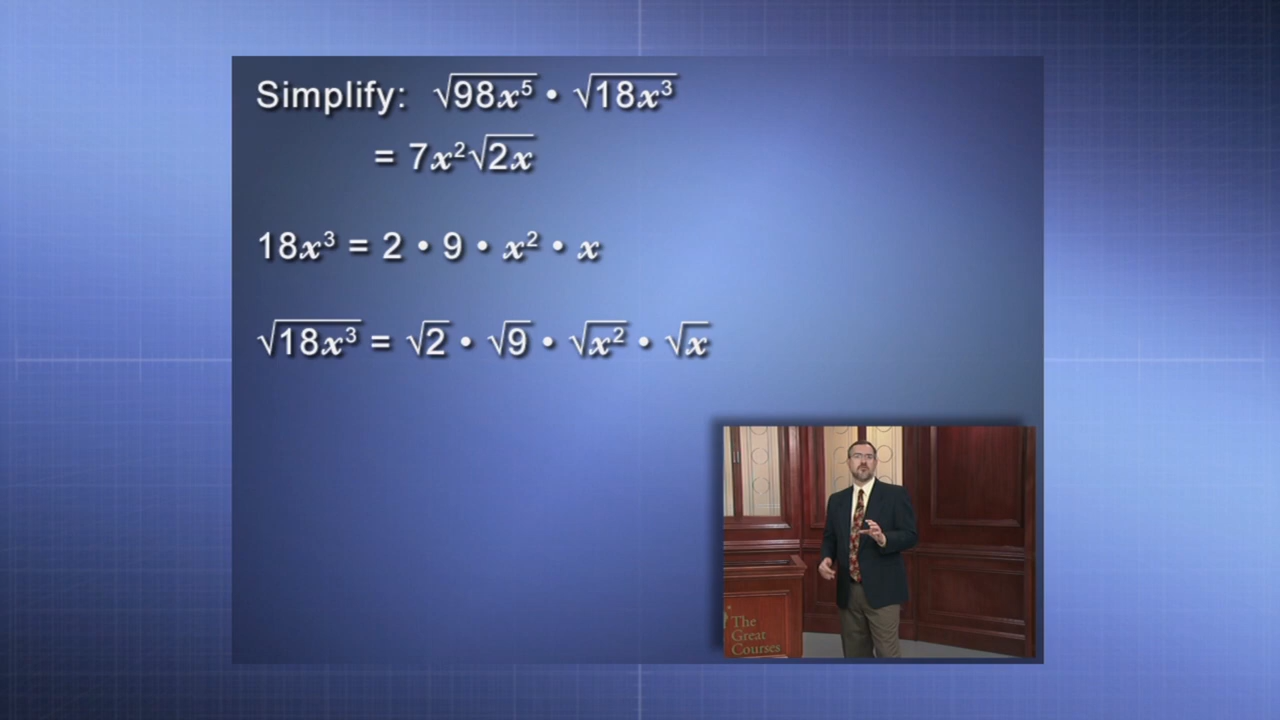 Simplify: √98x⁵ • √18x³
= 7x²√2x
18x³ = 2 • 9 • x² • x
√18x³ = √2 • √9 • √x² • √x
The
Great
Courses